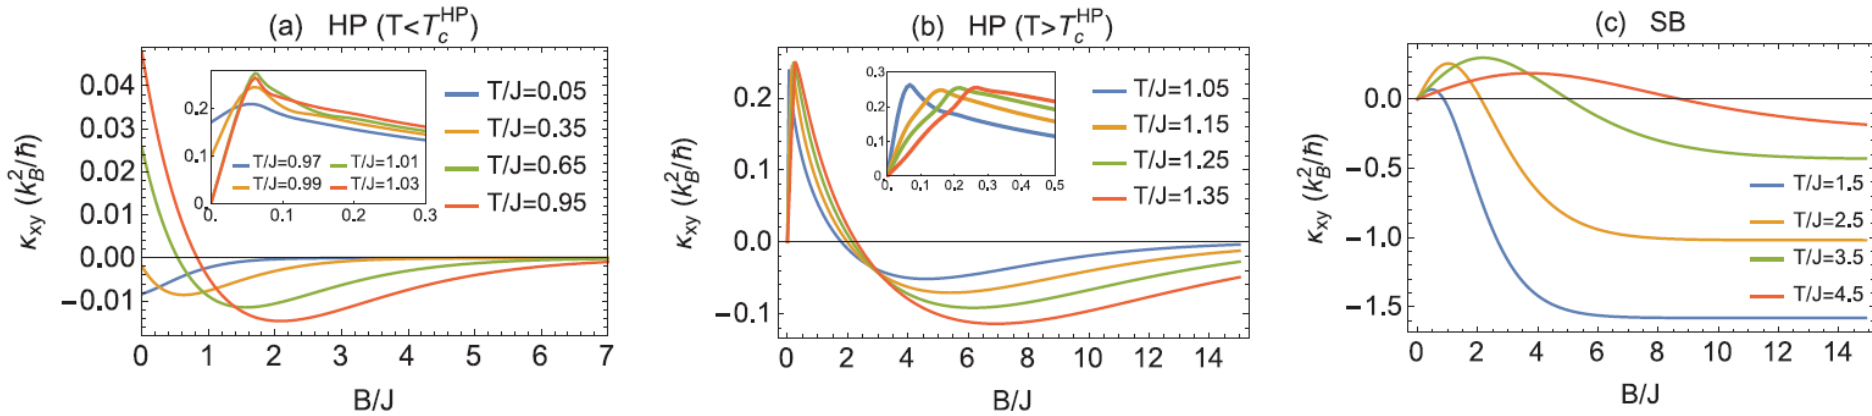 (a) HP (T<T_c^HP)
κxy (k_B^2/ħ)
0.04
0.03
0.02
0.01
0.00
−0.01
0 1 2 3 4 5 6 7
B/J
T/J=0.05
T/J=0.35
T/J=0.65
T/J=0.95
0.2
0.1
0.0
0. 0.1 0.2 0.3
T/J=0.97 T/J=1.01
T/J=0.99 T/J=1.03
(b) HP (T>T_c^HP)
κxy (k_B^2/ħ)
0.2
0.1
0.0
−0.1
0 2 4 6 8 10 12 14
B/J
0.3
0.2
0.1
0
0. 0.1 0.2 0.3 0.4 0.5
T/J=1.05
T/J=1.15
T/J=1.25
T/J=1.35
(c) SB
κxy (k_B^2/ħ)
0.0
−0.5
−1.0
−1.5
0 2 4 6 8 10 12 14
B/J
T/J=1.5
T/J=2.5
T/J=3.5
T/J=4.5